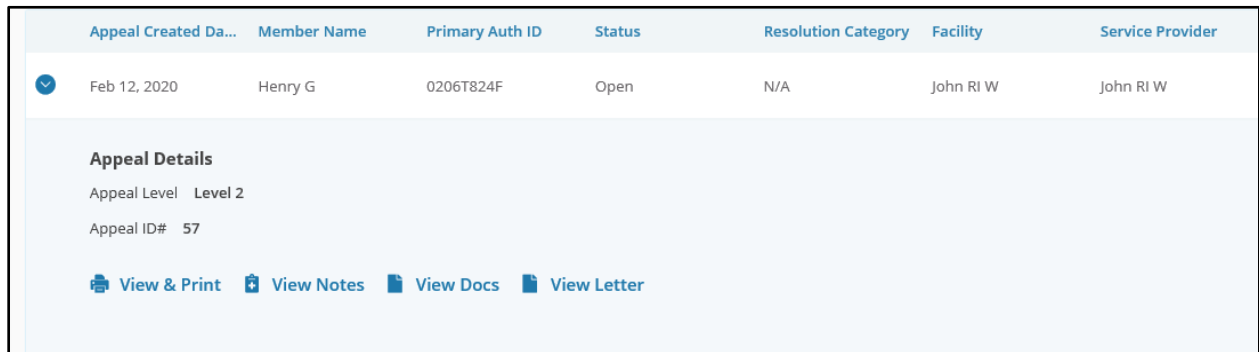 Appeal Created Da... Member Name Primary Auth ID Status Resolution Category Facility Service Provider
Feb 12, 2020 Henry G 0206T824F Open N/A John RI W John RI W
Appeal Details
Appeal Level Level 2
Appeal ID# 57
View & Print View Notes View Docs View Letter